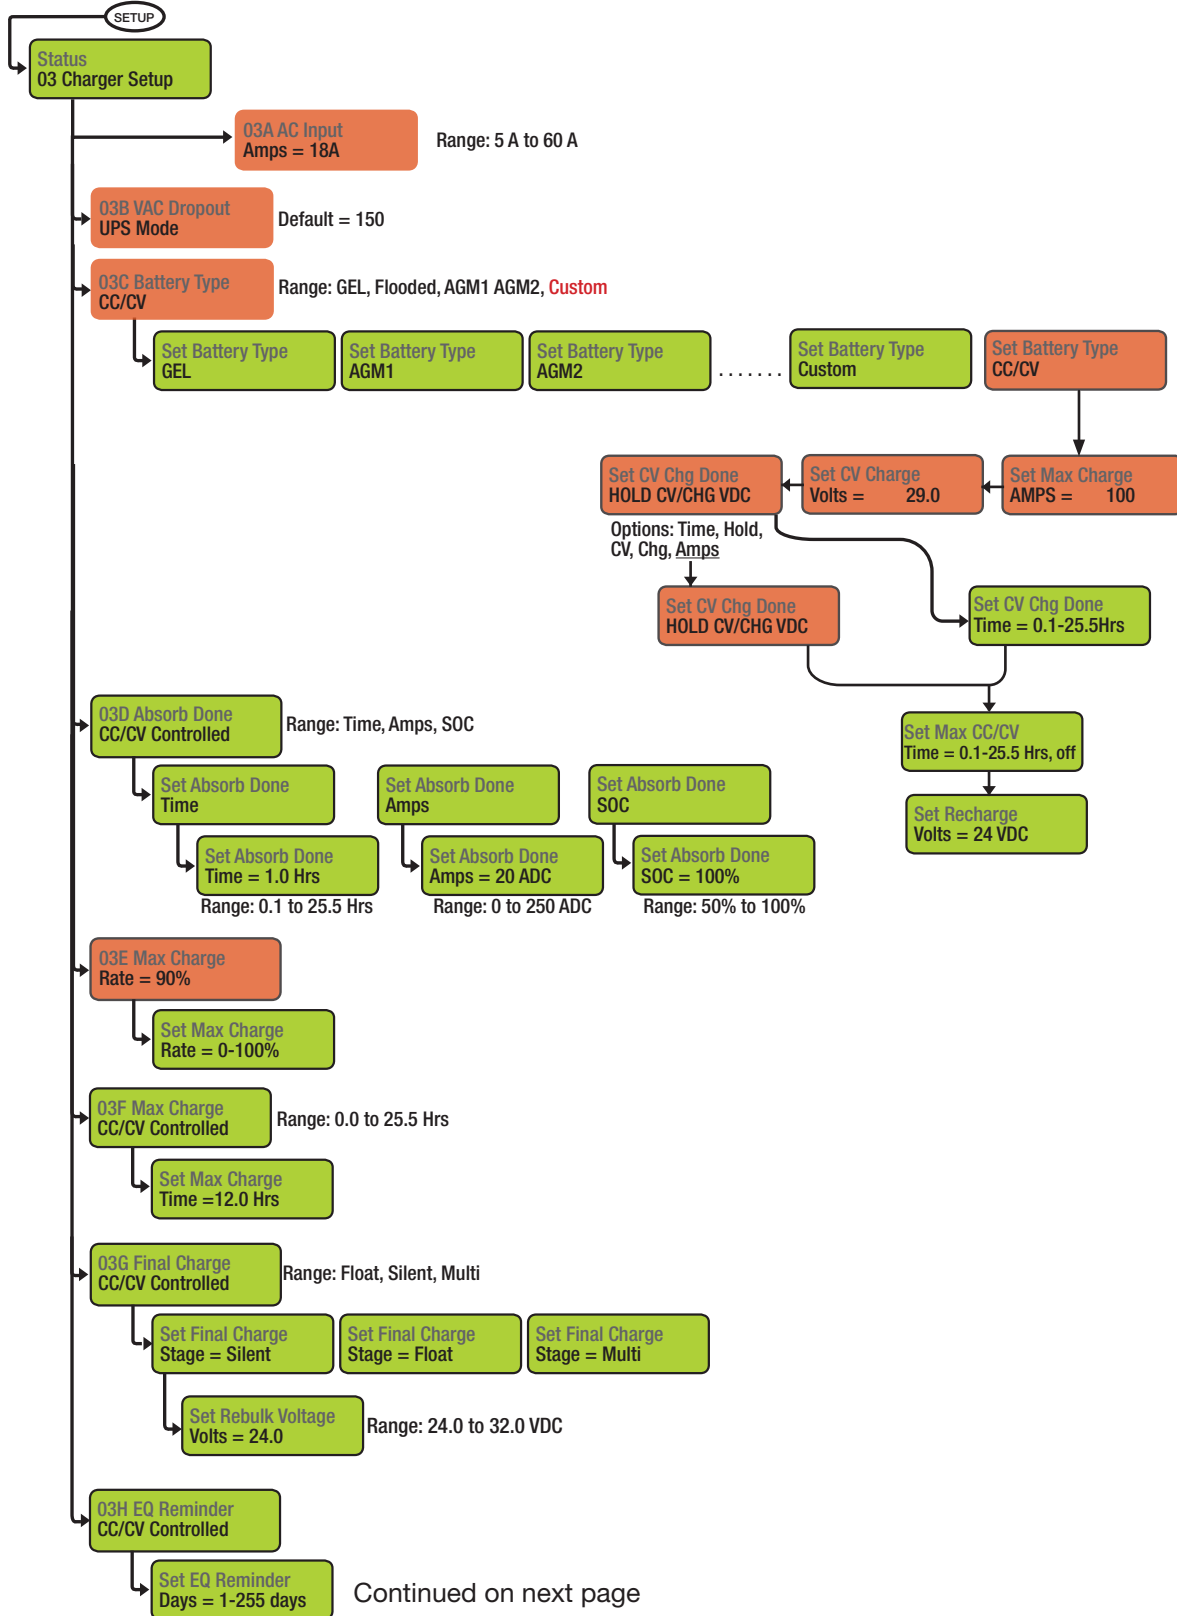 SETUP
Status
03 Charger Setup
03A AC Input
Amps = 18A
Range: 5 A to 60 A
03B VAC Dropout
UPS Mode
Default = 150
03C Battery Type
CC/CV
Range: GEL, Flooded, AGM1 AGM2, Custom
Set Battery Type
GEL
Set Battery Type
AGM1
Set Battery Type
AGM2
.......
Set Battery Type
Custom
Set Battery Type
CC/CV
Set CV Chg Done
HOLD CV/CHG VDC
Set CV Charge
Volts = 29.0
Set Max Charge
AMPS = 100
Options: Time, Hold,
CV, Chg, Amps
Set CV Chg Done
HOLD CV/CHG VDC
Set CV Chg Done
Time = 0.1-25.5Hrs
03D Absorb Done
CC/CV Controlled
Range: Time, Amps, SOC
Set Max CC/CV
Time = 0.1-25.5 Hrs, off
Set Absorb Done
Time
Set Absorb Done
Amps
Set Absorb Done
SOC
Set Recharge
Volts = 24 VDC
Set Absorb Done
Time = 1.0 Hrs
Set Absorb Done
Amps = 20 ADC
Set Absorb Done
SOC = 100%
Range: 0.1 to 25.5 Hrs
Range: 0 to 250 ADC
Range: 50% to 100%
03E Max Charge
Rate = 90%
Set Max Charge
Rate = 0-100%
03F Max Charge
CC/CV Controlled
Range: 0.0 to 25.5 Hrs
Set Max Charge
Time =12.0 Hrs
03G Final Charge
CC/CV Controlled
Range: Float, Silent, Multi
Set Final Charge
Stage = Silent
Set Final Charge
Stage = Float
Set Final Charge
Stage = Multi
Set Rebulk Voltage
Volts = 24.0
Range: 24.0 to 32.0 VDC
03H EQ Reminder
CC/CV Controlled
Set EQ Reminder
Days = 1-255 days
Continued on next page